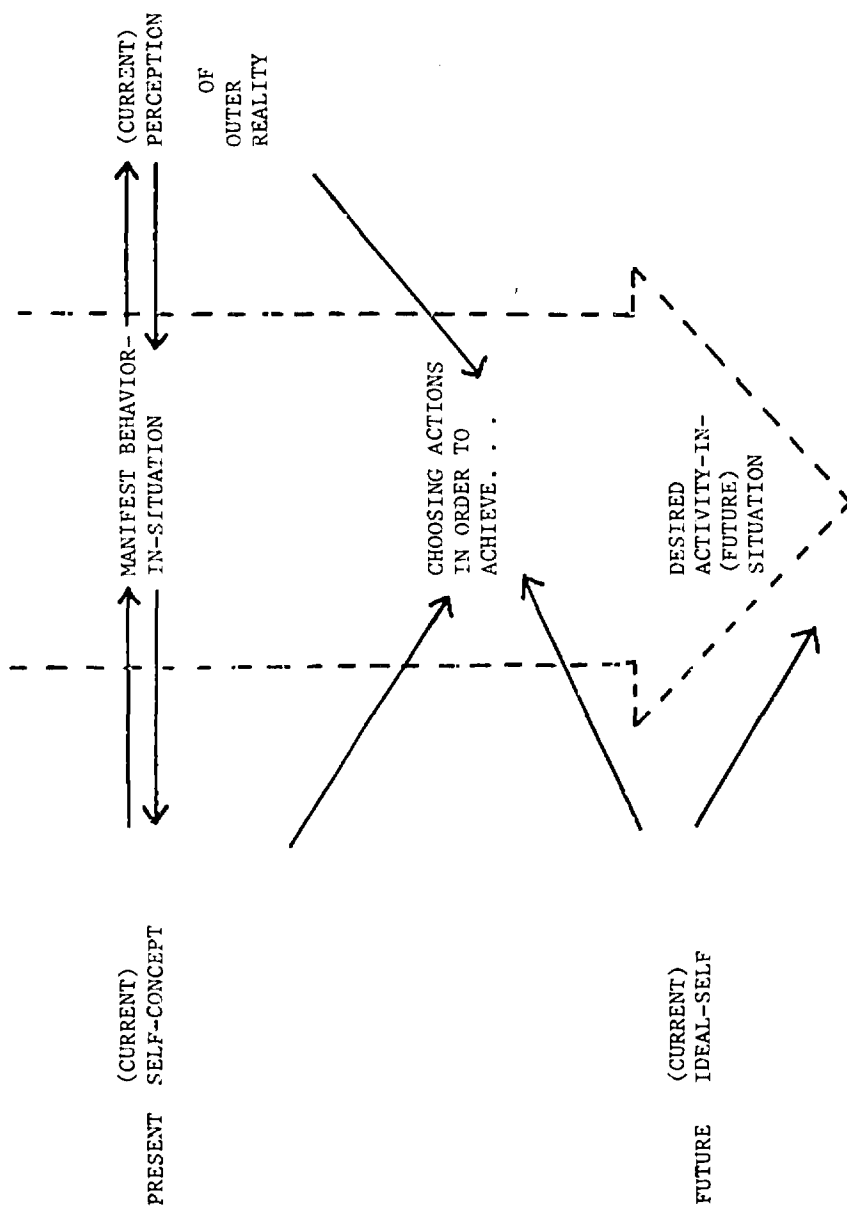 (CURRENT)
PRESENT SELF-CONCEPT
MANIFEST BEHAVIOR-
IN-SITUATION
(CURRENT)
PERCEPTION
OF
OUTER
REALITY
CHOOSING ACTIONS
IN ORDER TO
ACHIEVE. . .
(CURRENT)
FUTURE IDEAL-SELF
DESIRED
ACTIVITY-IN-
(FUTURE)
SITUATION